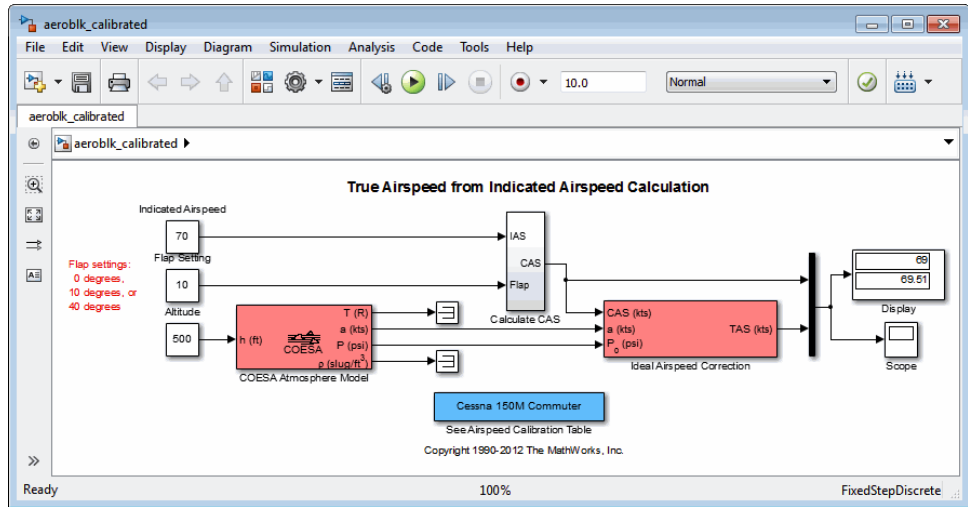 aeroblk_calibrated
File Edit View Display Diagram Simulation Analysis Code Tools Help
10.0 Normal
aeroblk_calibrated
aeroblk_calibrated
True Airspeed from Indicated Airspeed Calculation
Indicated Airspeed
70
Flap Setting
10
Altitude
500
Flap settings:
0 degrees,
10 degrees, or
40 degrees
h (ft)
COESA
T (R)
a (kts)
P (psi)
ρ (slug/ft³)
COESA Atmosphere Model
IAS
CAS
Flap
Calculate CAS
CAS (kts)
a (kts)
P₀ (psi)
TAS (kts)
Ideal Airspeed Correction
69
69.51
Display
Scope
Cessna 150M Commuter
See Airspeed Calibration Table
Copyright 1990-2012 The MathWorks, Inc.
Ready 100% FixedStepDiscrete